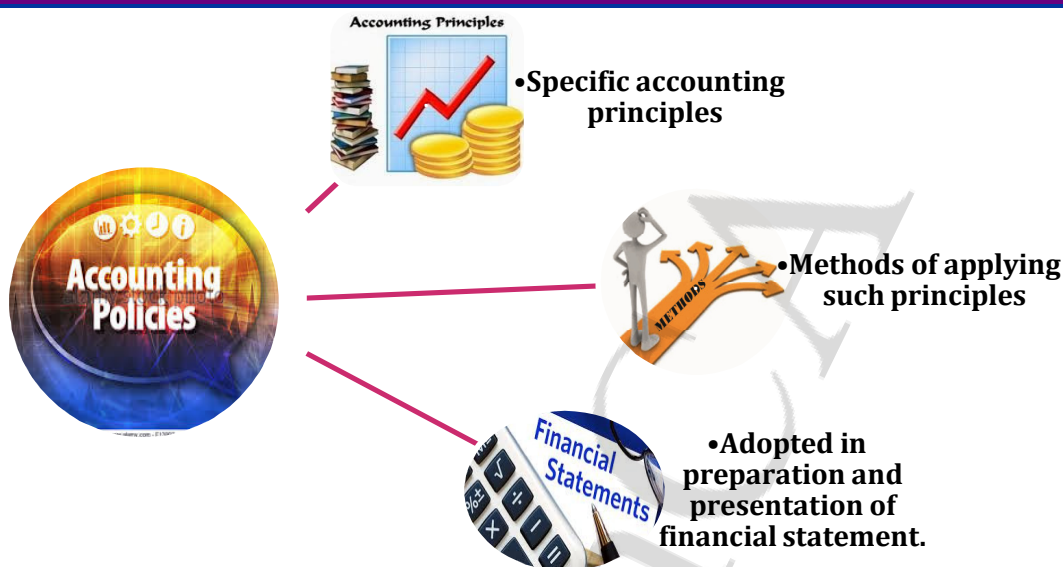 Accounting Principles
•Specific accounting
principles
Accounting
Policies
METHODS
•Methods of applying
such principles
Financial
Statements
•Adopted in
preparation and
presentation of
financial statement.